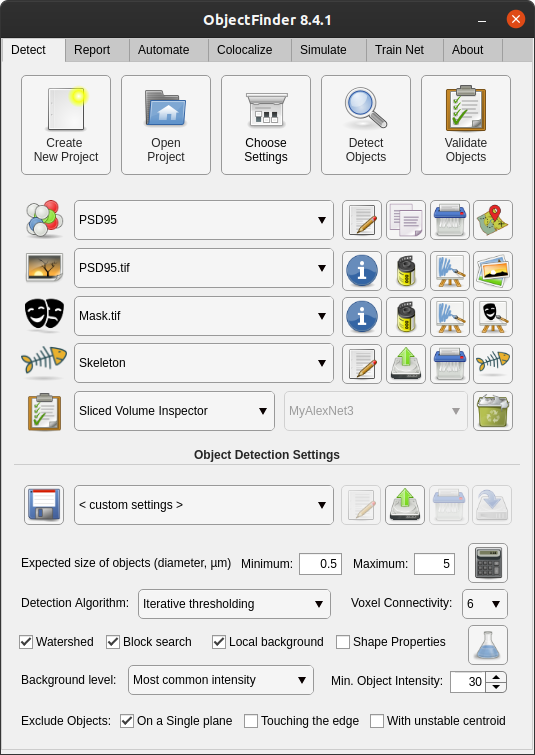 ObjectFinder 8.4.1
Detect Report Automate Colocalize Simulate Train Net About
Create New Project
Open Project
Choose Settings
Detect Objects
Validate Objects
PSD95
PSD95.tif
Mask.tif
Skeleton
Sliced Volume Inspector MyAlexNet3
Object Detection Settings
< custom settings >
Expected size of objects (diameter, µm) Minimum: 0.5 Maximum: 5
Detection Algorithm: Iterative thresholding Voxel Connectivity: 6
Watershed Block search Local background Shape Properties
Background level: Most common intensity Min. Object Intensity: 30
Exclude Objects: On a Single plane Touching the edge With unstable centroid